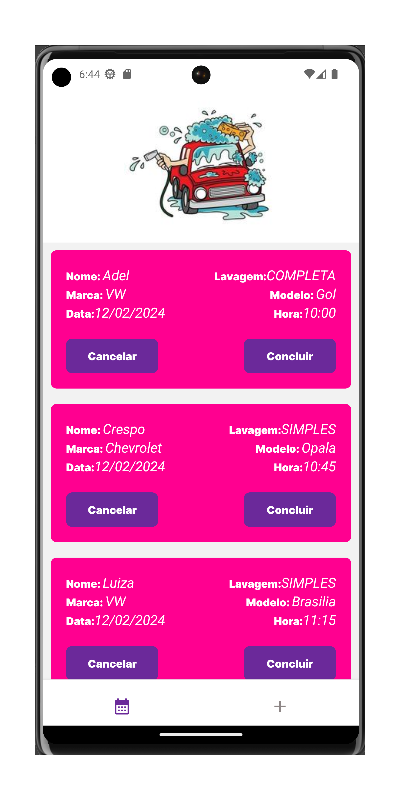 6:44
Nome: Adel Lavagem:COMPLETA
Marca: VW Modelo: Gol
Data:12/02/2024 Hora:10:00
Cancelar Concluir
Nome: Crespo Lavagem:SIMPLES
Marca: Chevrolet Modelo: Opala
Data:12/02/2024 Hora:10:45
Cancelar Concluir
Nome: Luiza Lavagem:SIMPLES
Marca: VW Modelo: Brasilia
Data:12/02/2024 Hora:11:15
Cancelar Concluir